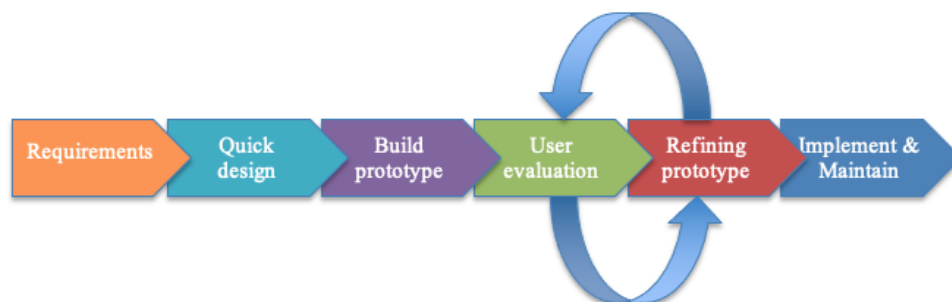 Requirements
Quick
design
Build
prototype
User
evaluation
Refining
prototype
Implement &
Maintain